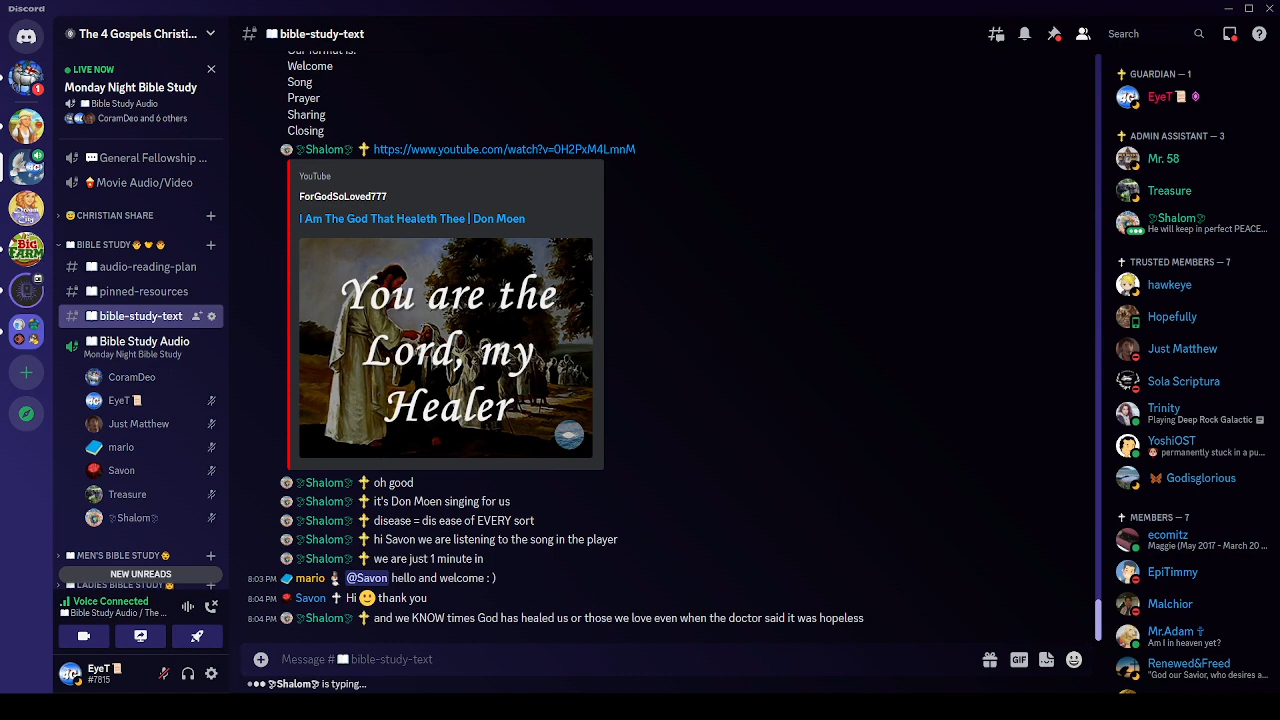 Discord
The 4 Gospels Christi...
LIVE NOW
Monday Night Bible Study
Bible Study Audio
CoramDeo and 6 others
General Fellowship ...
Movie Audio/Video
CHRISTIAN SHARE
BIBLE STUDY
audio-reading-plan
pinned-resources
bible-study-text
Bible Study Audio
Monday Night Bible Study
CoramDeo
EyeT
Just Matthew
mario
Savon
Treasure
Shalom
MEN'S BIBLE STUDY
NEW UNREADS
LADIES BIBLE STUDY
Voice Connected
Bible Study Audio / The ...
EyeT
#7815
1
bible-study-text
Search
Our format is:
Welcome
Song
Prayer
Sharing
Closing
Shalom https://www.youtube.com/watch?v=0H2PxM4LmnM
YouTube
ForGodSoLoved777
I Am The God That Healeth Thee | Don Moen
You are the
Lord, my
Healer
Shalom oh good
Shalom it's Don Moen singing for us
Shalom disease = dis ease of EVERY sort
Shalom hi Savon we are listening to the song in the player
Shalom we are just 1 minute in
8:03 PM mario @Savon hello and welcome : )
8:04 PM Savon Hi thank you
8:04 PM Shalom and we KNOW times God has healed us or those we love even when the doctor said it was hopeless
Message # bible-study-text
GIF
Shalom is typing...
GUARDIAN — 1
EyeT
ADMIN ASSISTANT — 3
Mr. 58
Treasure
Shalom
He will keep in perfect PEACE...
TRUSTED MEMBERS — 7
hawkeye
Hopefully
Just Matthew
Sola Scriptura
Trinity
Playing Deep Rock Galactic
YoshiOST
permanently stuck in a pu...
Godisglorious
MEMBERS — 7
ecomitz
Maggie (May 2017 - March 20 ...
EpiTimmy
Malchior
Mr.Adam
Am I in heaven yet?
Renewed&Freed
"God our Savior, who desires a...